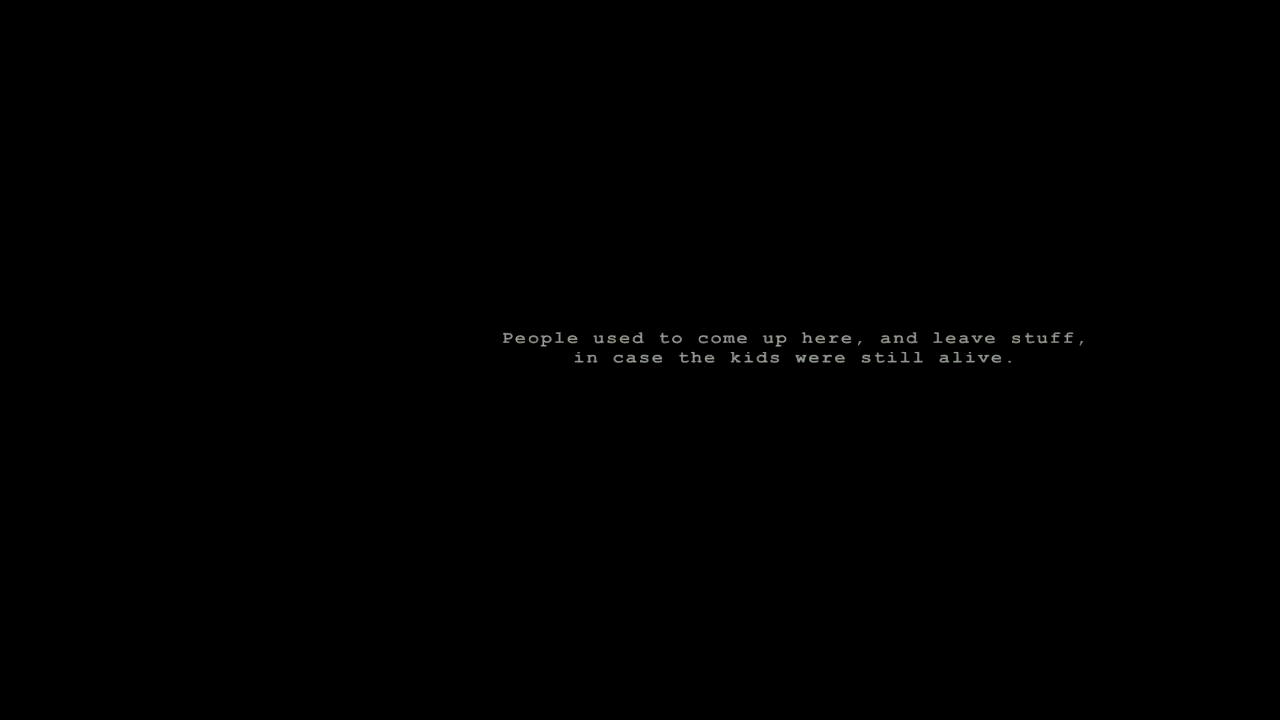 People used to come up here, and leave stuff,
in case the kids were still alive.